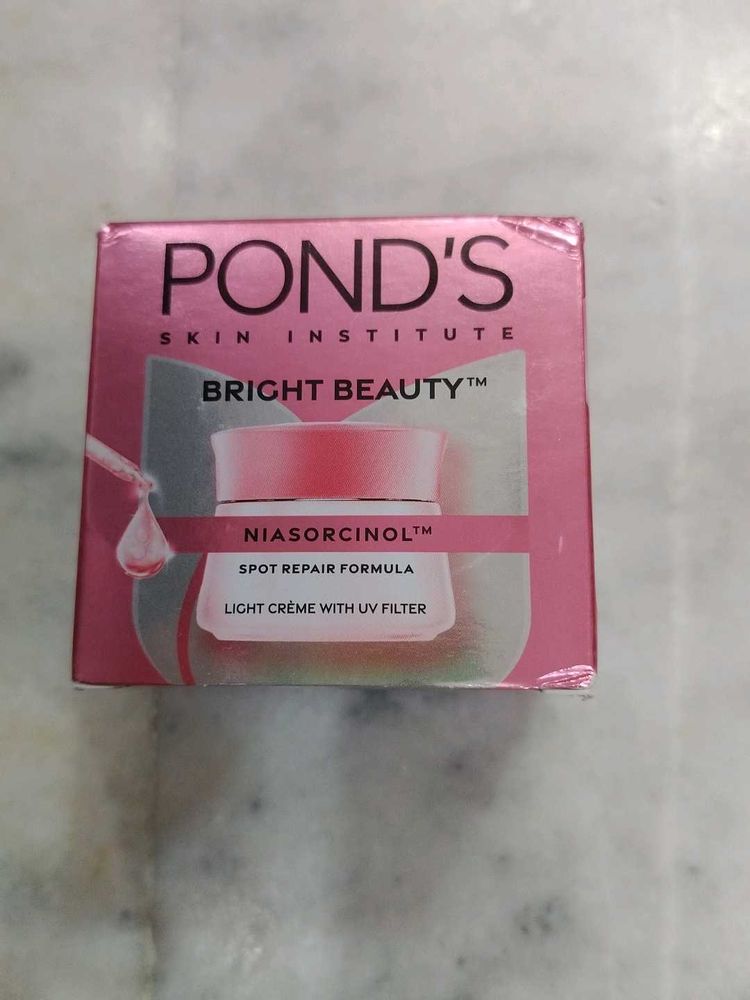 POND'S
SKIN INSTITUTE
BRIGHT BEAUTY™
NIASORCINOL™
SPOT REPAIR FORMULA
LIGHT CRÈME WITH UV FILTER